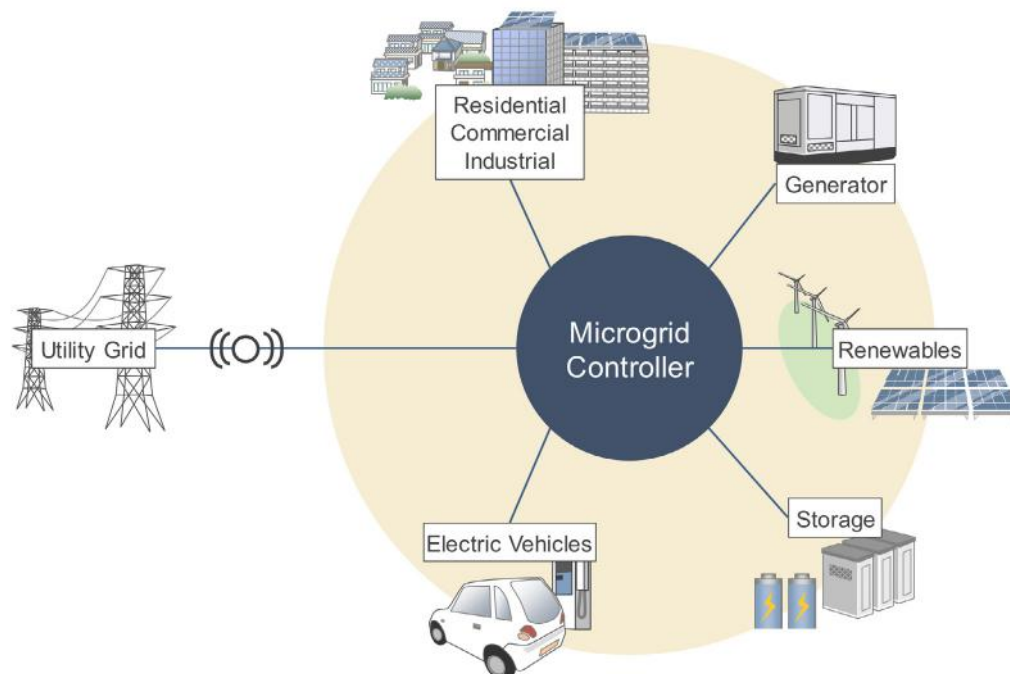 Residential
Commercial
Industrial
Generator
Utility Grid
Microgrid
Controller
Renewables
Storage
Electric Vehicles